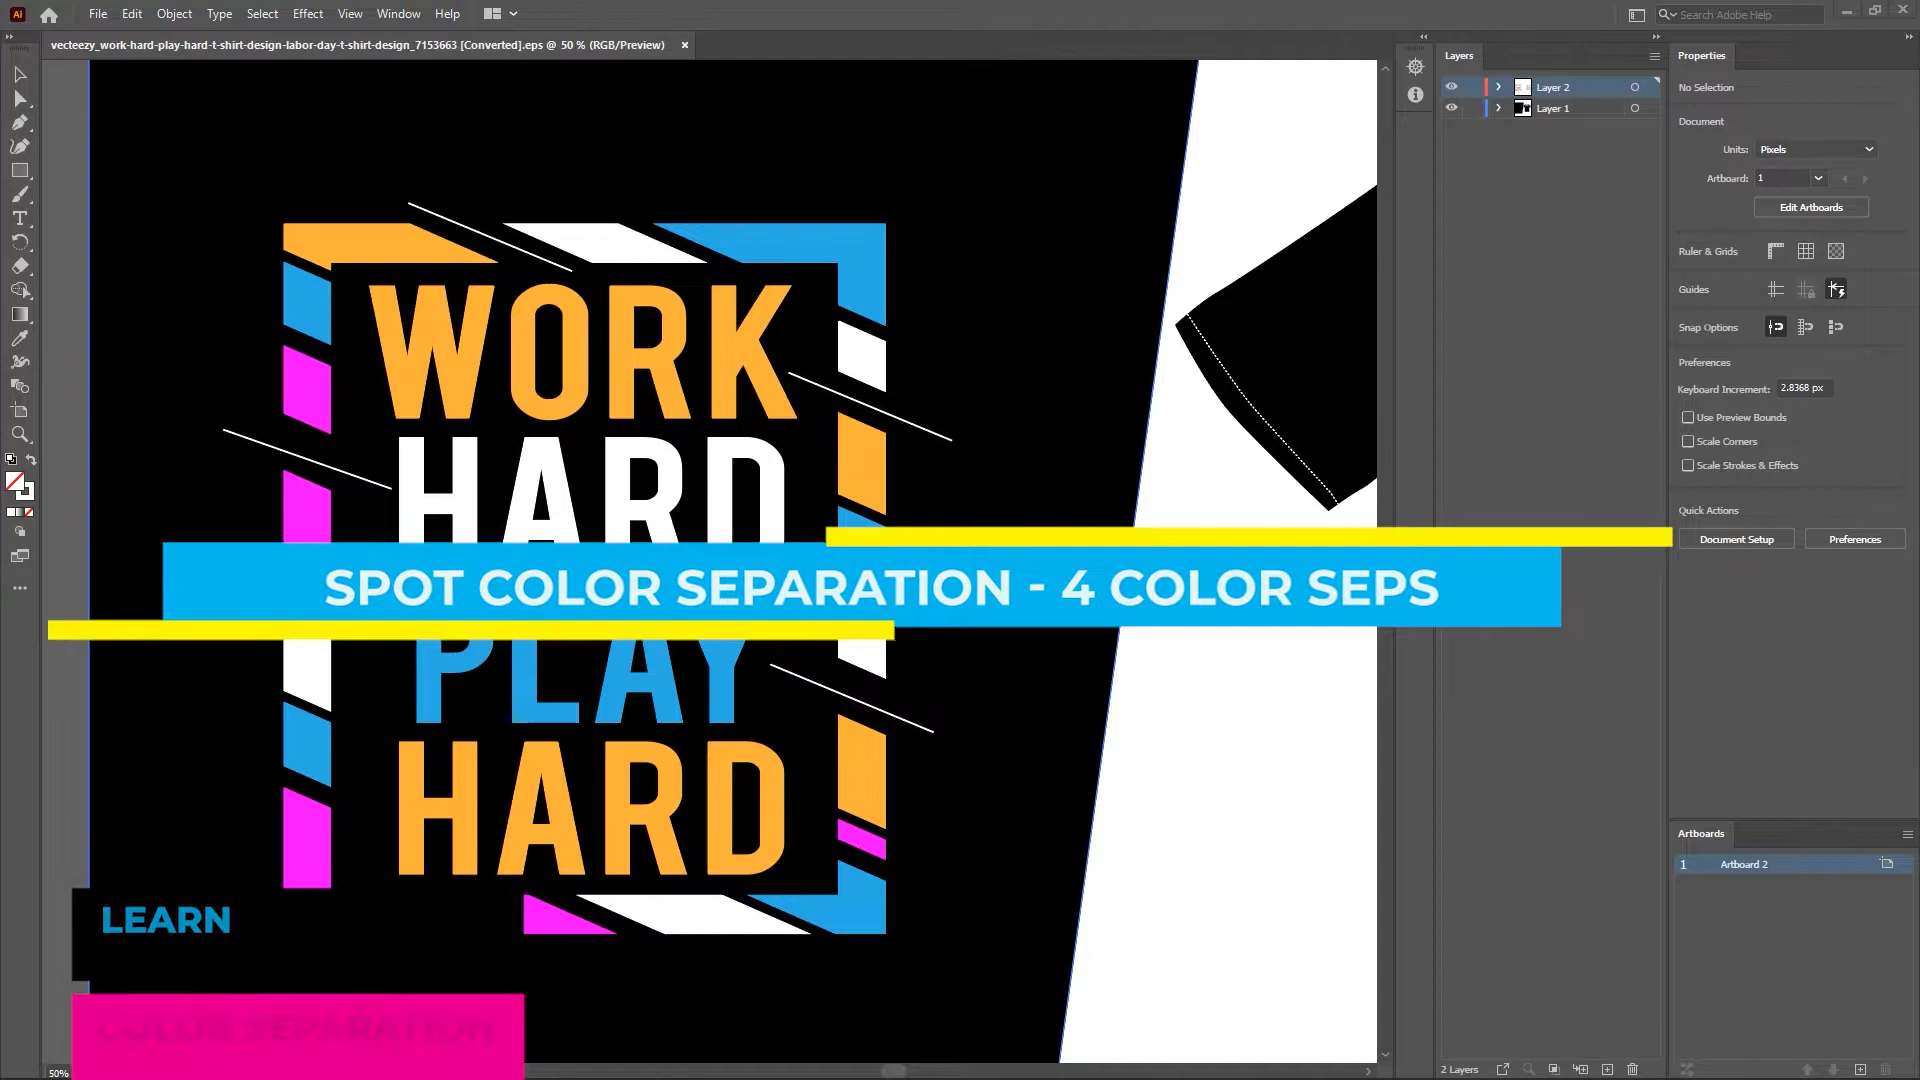 Ai
File Edit Object Type Select Effect View Window Help
Search Adobe Help
vecteezy_work-hard-play-hard-t-shirt-design-labor-day-t-shirt-design_7153663 [Converted].eps @ 50 % (RGB/Preview)
Layers
Layer 2
Layer 1
2 Layers
Properties
No Selection
Document
Units: Pixels
Artboard: 1
Edit Artboards
Ruler & Grids
Guides
Snap Options
Preferences
Keyboard Increment: 2.8368 px
Use Preview Bounds
Scale Corners
Scale Strokes & Effects
Quick Actions
Document Setup Preferences
Artboards
1 Artboard 2
WORK
HARD
SPOT COLOR SEPARATION - 4 COLOR SEPS
PLAY
HARD
LEARN
COLOR SEPARATION
50%